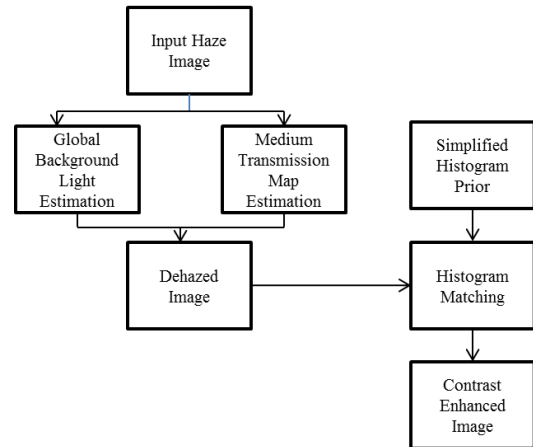 Input Haze
Image
Global
Background
Light
Estimation
Medium
Transmission
Map
Estimation
Simplified
Histogram
Prior
Dehazed
Image
Histogram
Matching
Contrast
Enhanced
Image